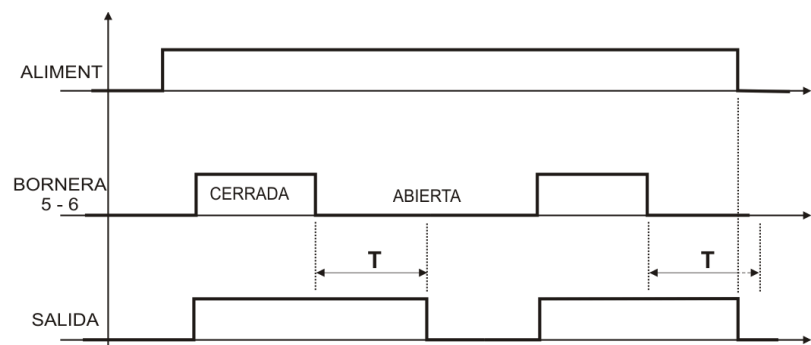 ALIMENT
BORNERA
5 - 6
CERRADA
ABIERTA
T
T
SALIDA